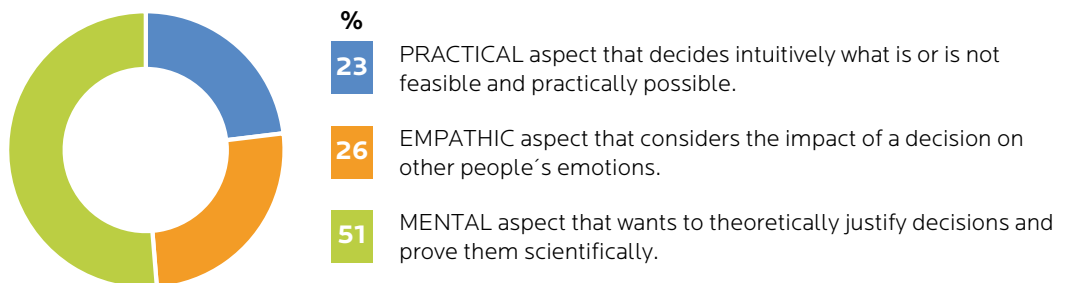 %
23
PRACTICAL aspect that decides intuitively what is or is not
feasible and practically possible.
26
EMPATHIC aspect that considers the impact of a decision on
other people´s emotions.
51
MENTAL aspect that wants to theoretically justify decisions and
prove them scientifically.